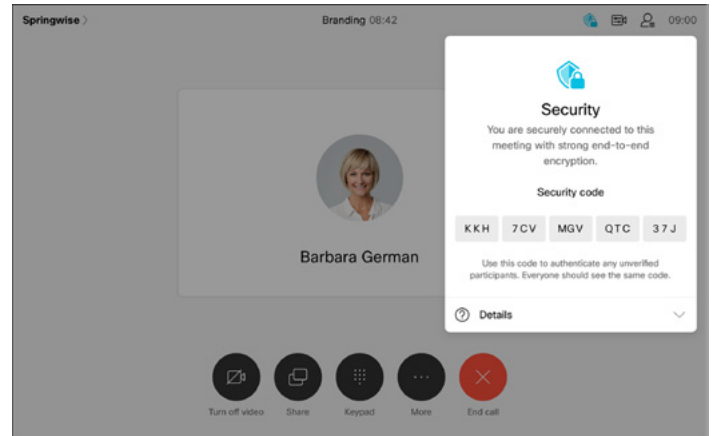 Springwise
Branding 08:42
09:00
Security
You are securely connected to this
meeting with strong end-to-end
encryption.
Security code
KKH 7CV MGV QTC 37J
Use this code to authenticate any unverified
participants. Everyone should see the same code.
Details
Barbara German
Turn off video
Share
Keypad
More
End call